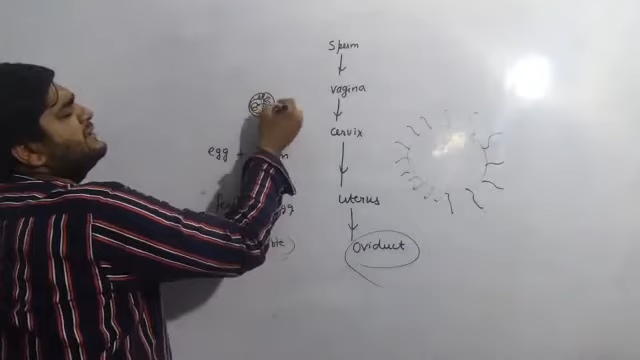 Sperm
Vagina
Cervix
egg
Uterus
Oviduct